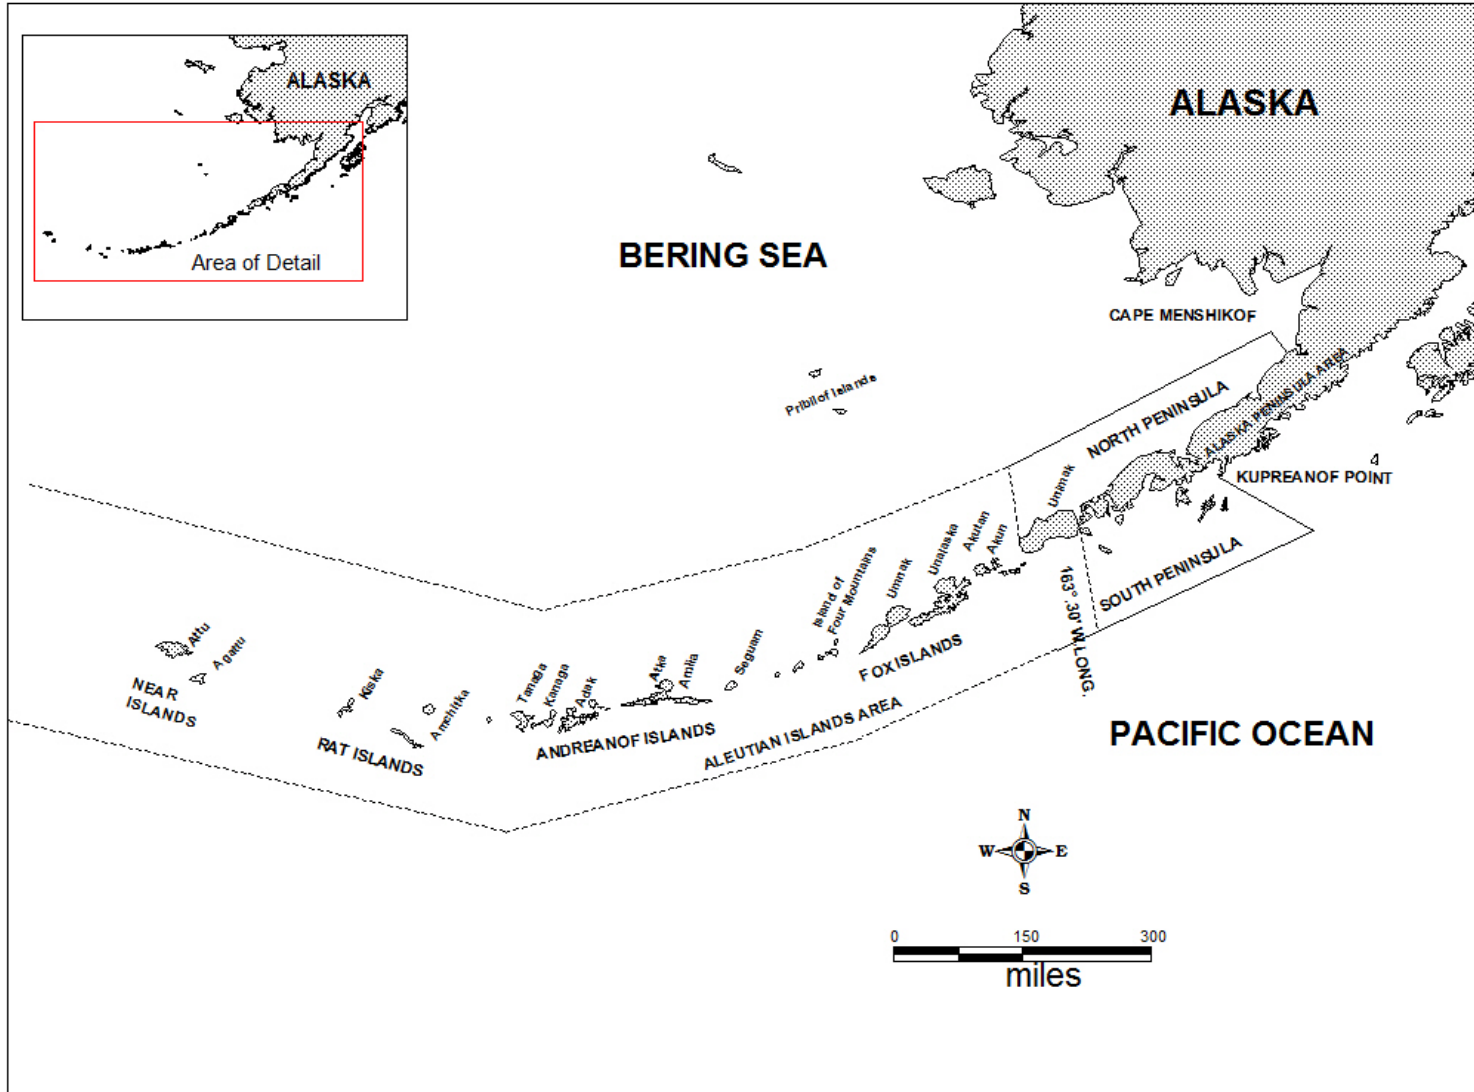 ALASKA
Area of Detail
ALASKA
BERING SEA
CAPE MENSHIKOF
Pribilof Islands
NORTH PENINSULA
ALASKA PENINSULA AREA
KUPREANOF POINT
Unimak
SOUTH PENINSULA
163°.30' W.LONG.
Akun
Akutan
Unalaska
Umnak
Island of
Four Mountains
Seguam
Amlia
Atka
Adak
Kanaga
Tanaga
Amchitka
Kiska
Agattu
Attu
NEAR
ISLANDS
RAT ISLANDS
ANDREANOF ISLANDS
FOX ISLANDS
ALEUTIAN ISLANDS AREA
PACIFIC OCEAN
N
W E
S
0 150 300
miles